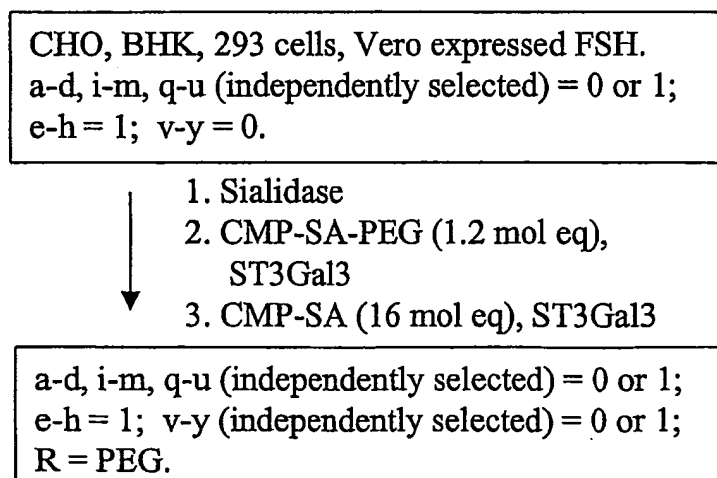 CHO, BHK, 293 cells, Vero expressed FSH.
a-d, i-m, q-u (independently selected) = 0 or 1;
e-h = 1; v-y = 0.
1. Sialidase
2. CMP-SA-PEG (1.2 mol eq),
ST3Gal3
3. CMP-SA (16 mol eq), ST3Gal3
a-d, i-m, q-u (independently selected) = 0 or 1;
e-h = 1; v-y (independently selected) = 0 or 1;
R = PEG.